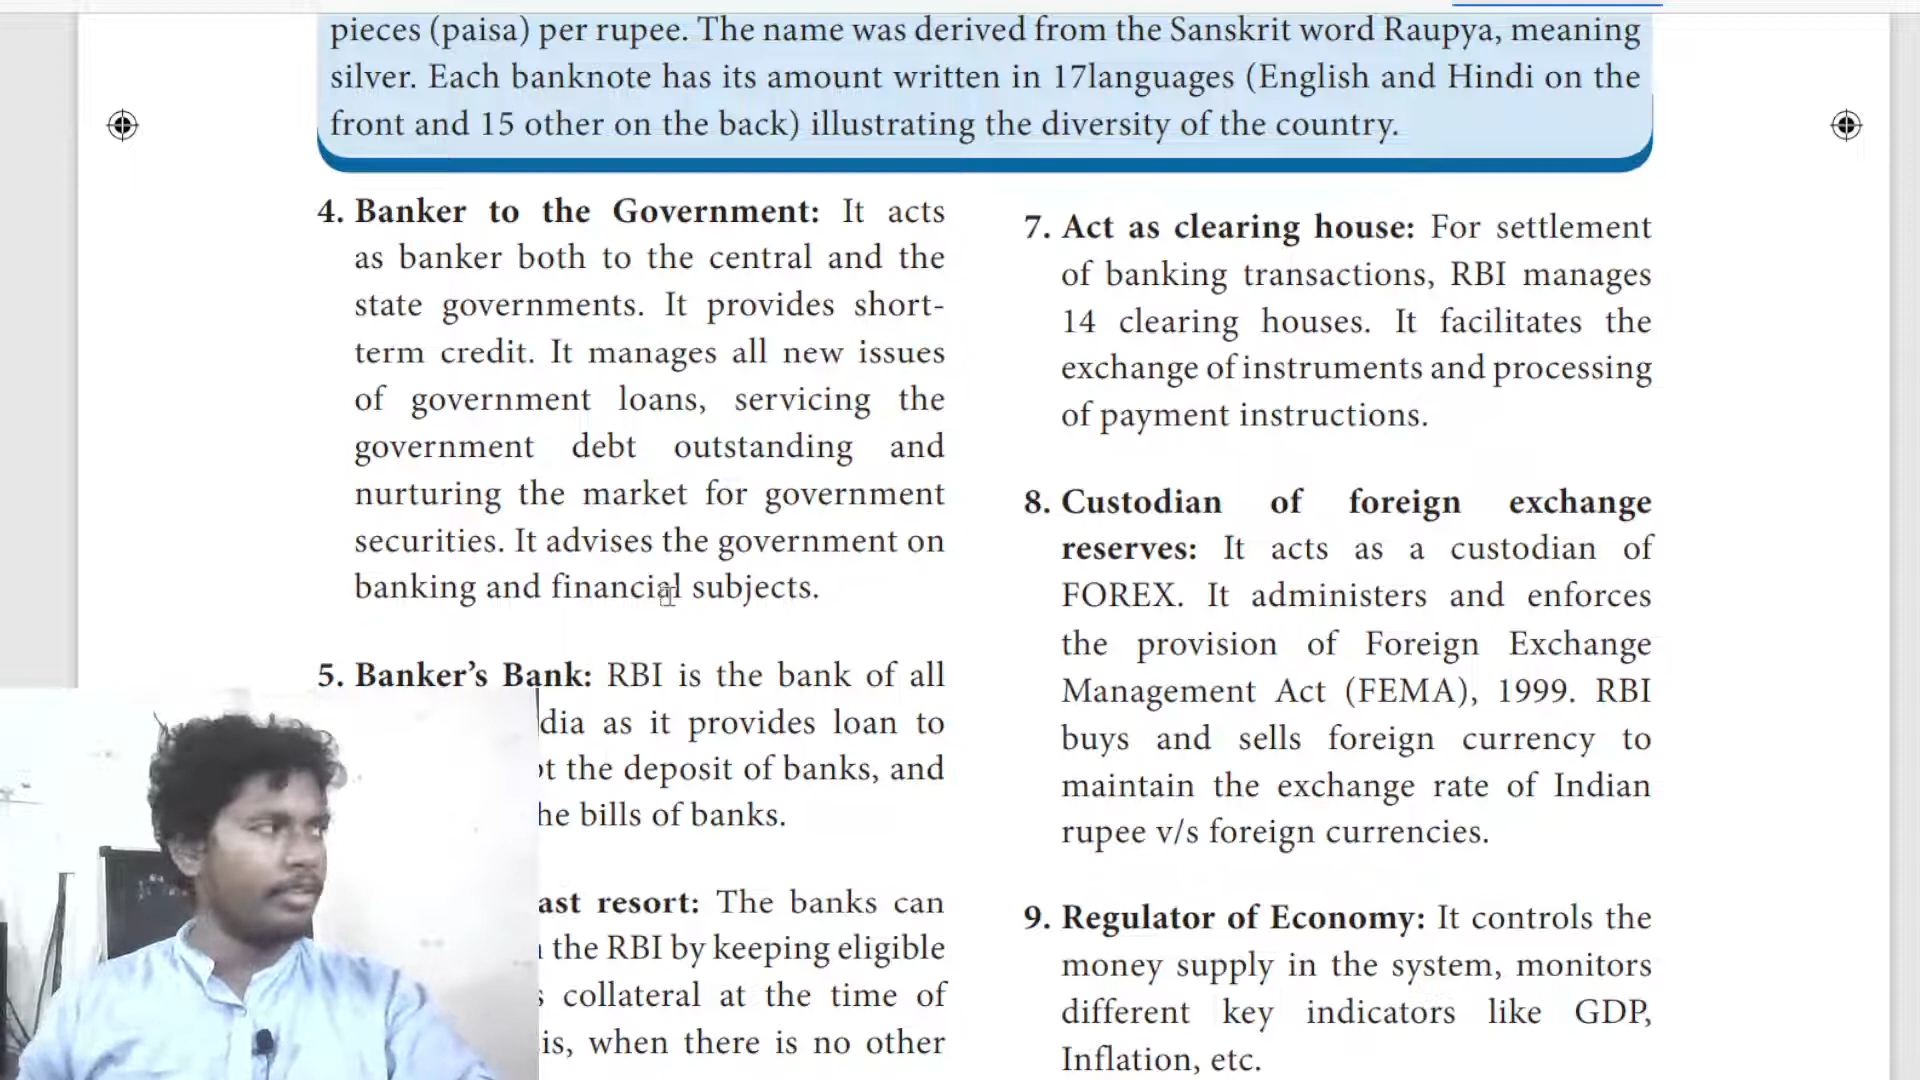 pieces (paisa) per rupee. The name was derived from the Sanskrit word Raupya, meaning
silver. Each banknote has its amount written in 17languages (English and Hindi on the
front and 15 other on the back) illustrating the diversity of the country.
4. Banker to the Government: It acts
as banker both to the central and the
state governments. It provides short-
term credit. It manages all new issues
of government loans, servicing the
government debt outstanding and
nurturing the market for government
securities. It advises the government on
banking and financial subjects.
5. Banker's Bank: RBI is the bank of all
as it provides loan to
the deposit of banks, and
bills of banks.
resort: The banks can
the RBI by keeping eligible
collateral at the time of
when there is no other
7. Act as clearing house: For settlement
of banking transactions, RBI manages
14 clearing houses. It facilitates the
exchange of instruments and processing
of payment instructions.
8. Custodian of foreign exchange
reserves: It acts as a custodian of
FOREX. It administers and enforces
the provision of Foreign Exchange
Management Act (FEMA), 1999. RBI
buys and sells foreign currency to
maintain the exchange rate of Indian
rupee v/s foreign currencies.
9. Regulator of Economy: It controls the
money supply in the system, monitors
different key indicators like GDP,
Inflation, etc.